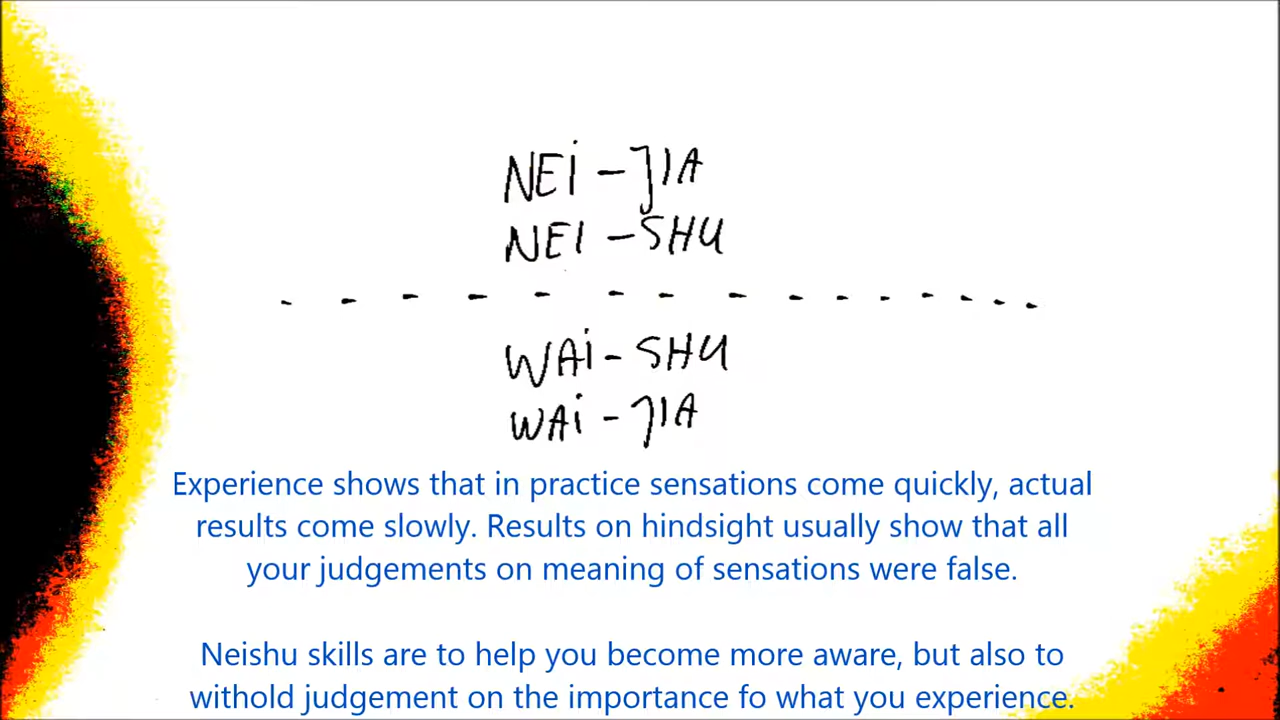 NEi - JIA
NEI - SHU
WAi - SHU
WAi - JIA
Experience shows that in practice sensations come quickly, actual
results come slowly. Results on hindsight usually show that all
your judgements on meaning of sensations were false.
Neishu skills are to help you become more aware, but also to
withold judgement on the importance fo what you experience.